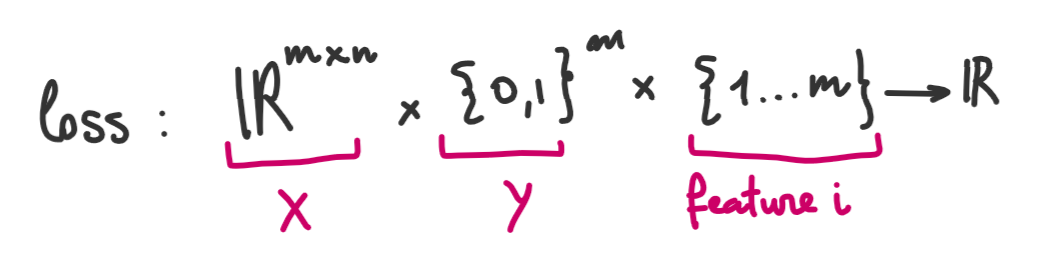 loss : ℝ^{m×n} × {0,1}^m × {1...m} → ℝ
X y feature i